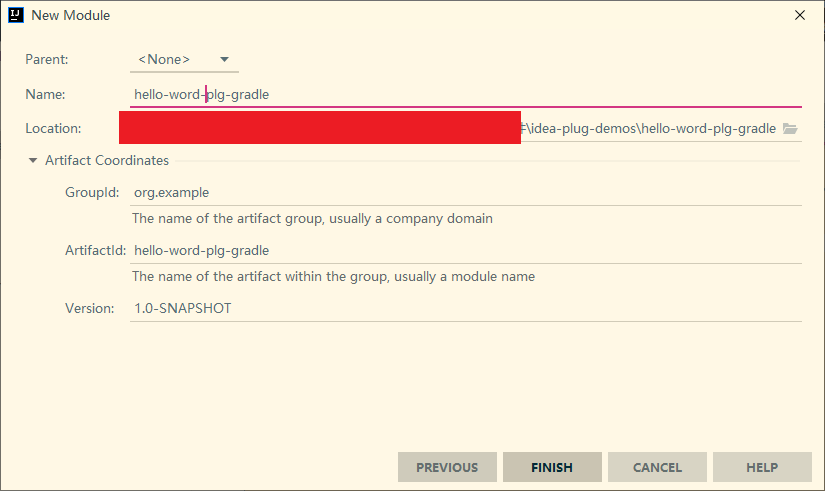 IJ New Module
Parent: <None>
Name: hello-word-plg-gradle
Location: \idea-plug-demos\hello-word-plg-gradle
Artifact Coordinates
GroupId: org.example
The name of the artifact group, usually a company domain
ArtifactId: hello-word-plg-gradle
The name of the artifact within the group, usually a module name
Version: 1.0-SNAPSHOT
PREVIOUS FINISH CANCEL HELP